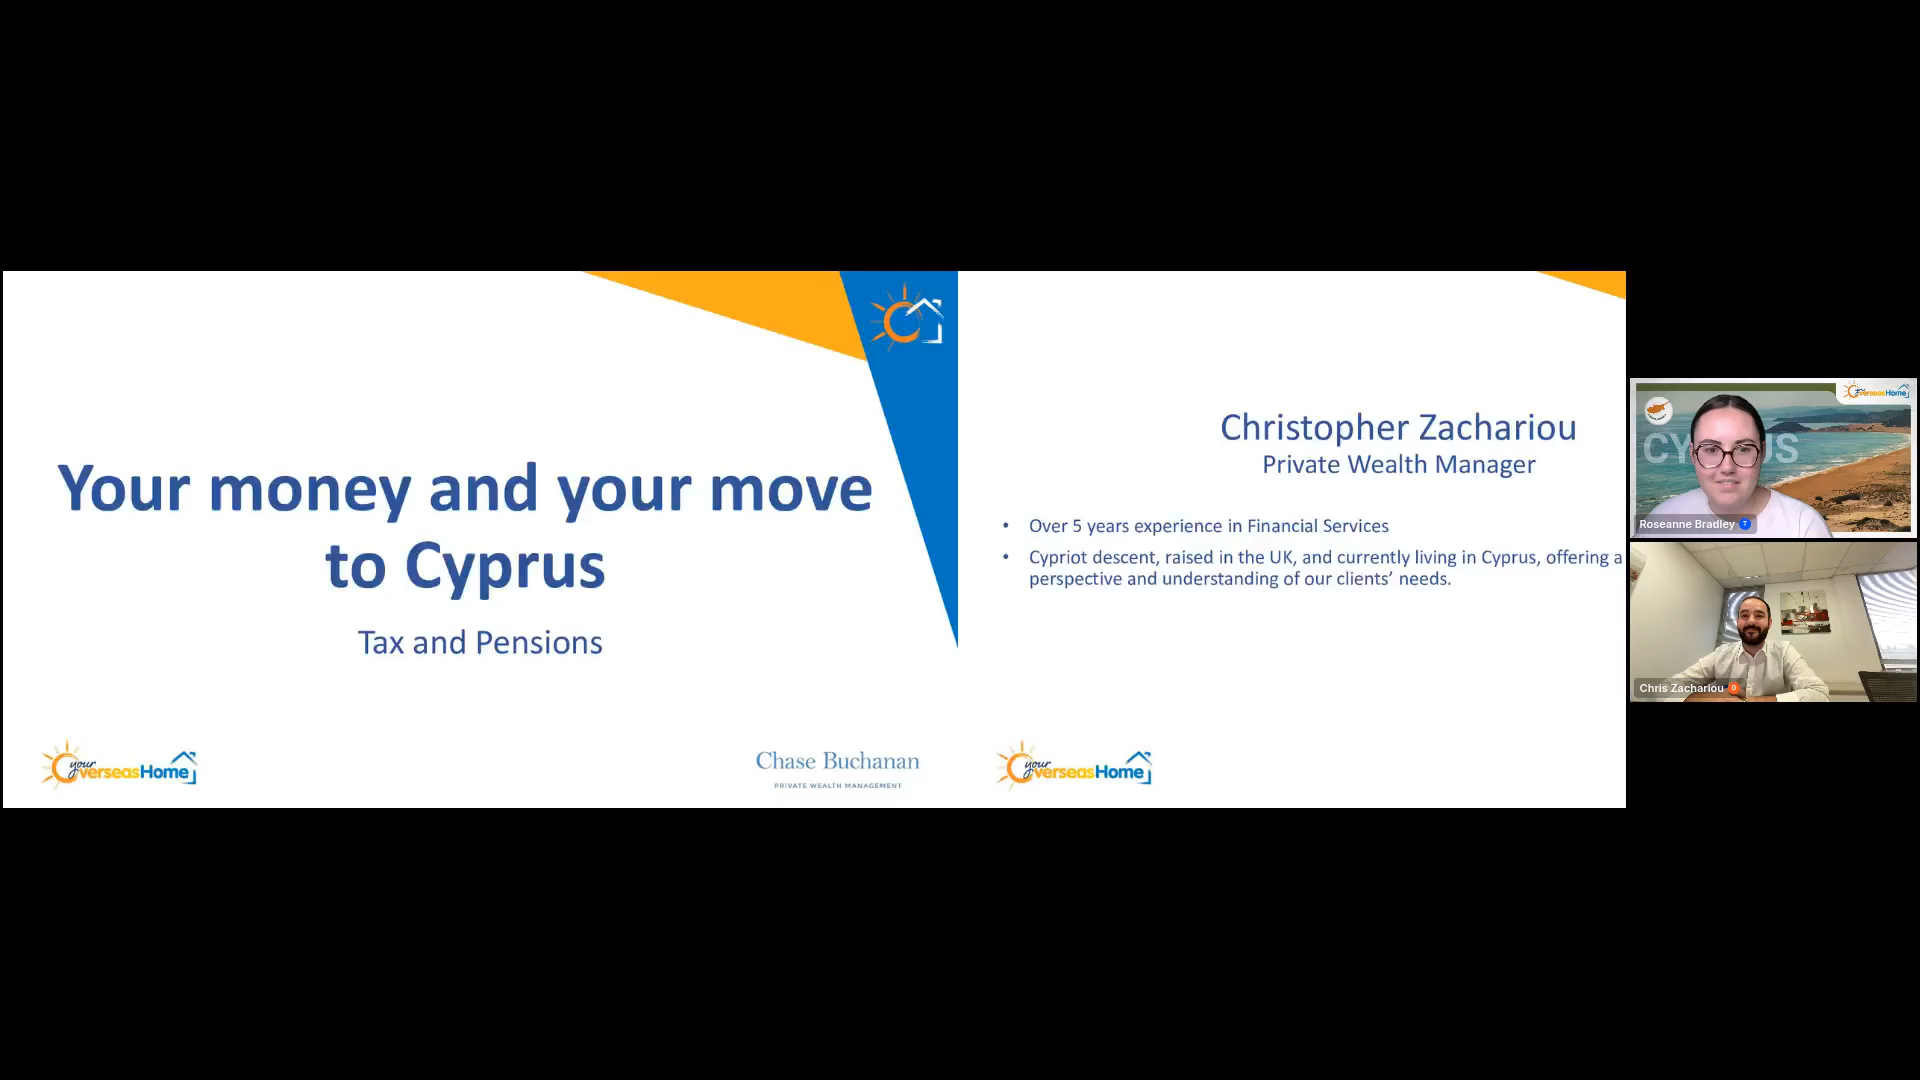 Your money and your move
to Cyprus
Tax and Pensions
your
OverseasHome
Chase Buchanan
PRIVATE WEALTH MANAGEMENT
Christopher Zachariou
Private Wealth Manager
• Over 5 years experience in Financial Services
• Cypriot descent, raised in the UK, and currently living in Cyprus, offering a
perspective and understanding of our clients’ needs.
your
OverseasHome
OverseasHome
Roseanne Bradley T
Chris Zachariou G